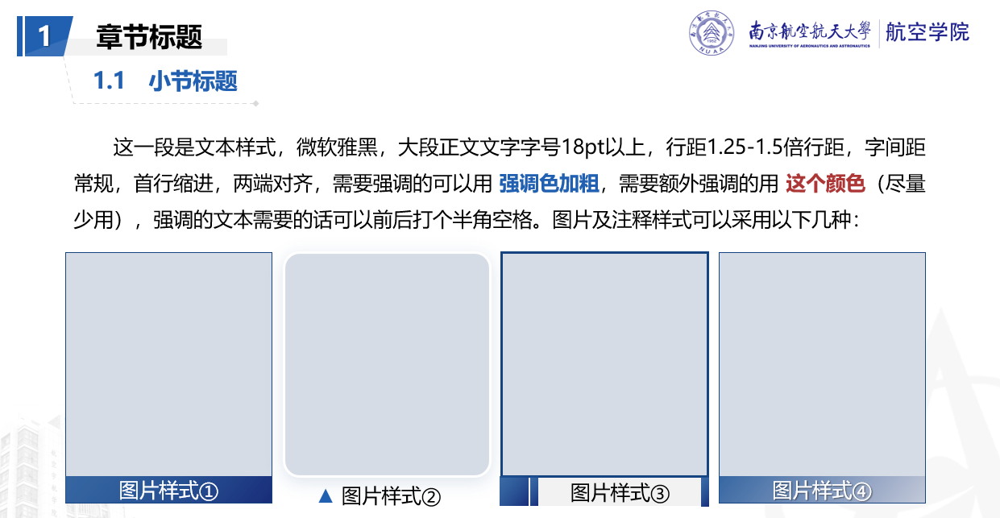 1 章节标题
南京航空航天大學 航空学院
NANJING UNIVERSITY OF AERONAUTICS AND ASTRONAUTICS
1952
NUAA
1.1 小节标题
这一段是文本样式，微软雅黑，大段正文文字字号18pt以上，行距1.25-1.5倍行距，字间距
常规，首行缩进，两端对齐，需要强调的可以用 强调色加粗，需要额外强调的用 这个颜色（尽量
少用），强调的文本需要的话可以前后打个半角空格。图片及注释样式可以采用以下几种：
图片样式①
▲ 图片样式②
图片样式③
图片样式④